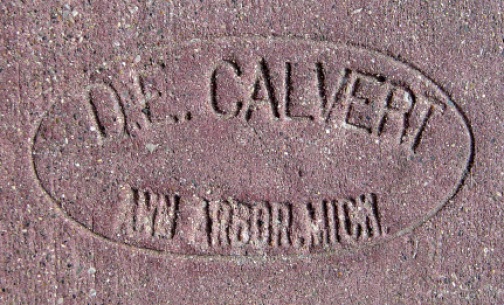 D.E. CALVERT
ANN ARBOR, MICH.